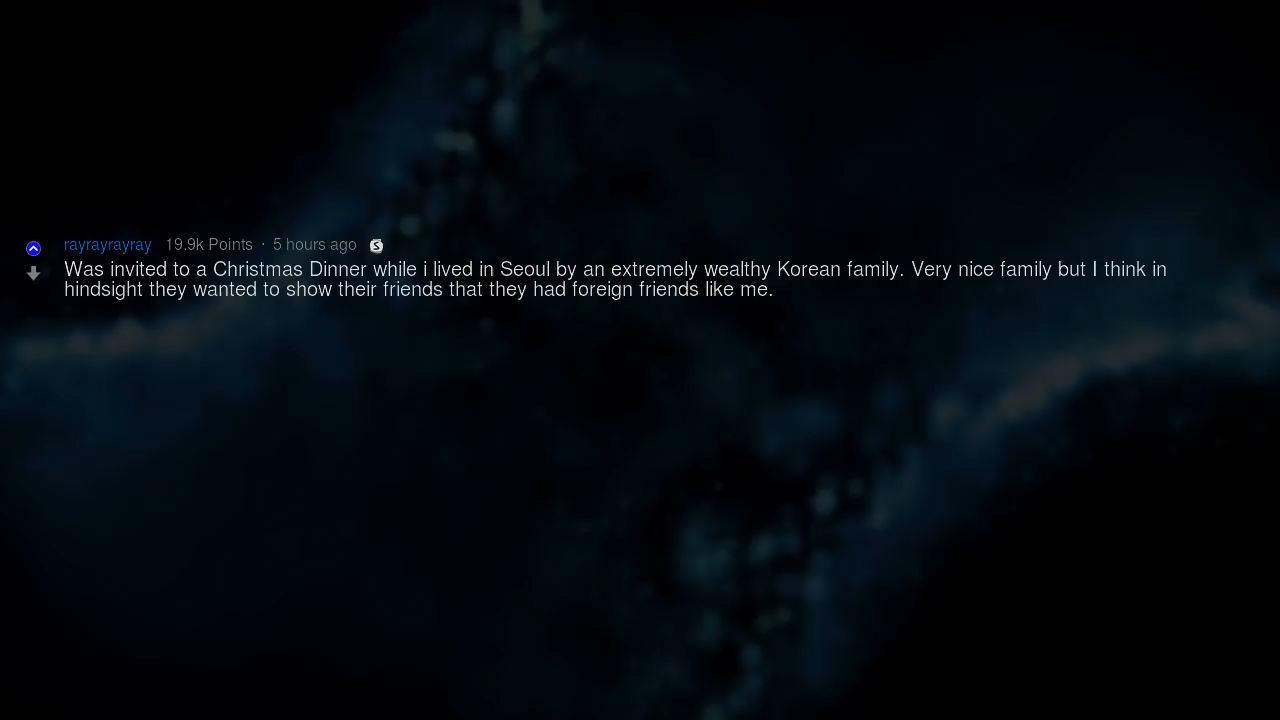 rayrayrayray 19.9k Points · 5 hours ago S
Was invited to a Christmas Dinner while i lived in Seoul by an extremely wealthy Korean family. Very nice family but I think in
hindsight they wanted to show their friends that they had foreign friends like me.